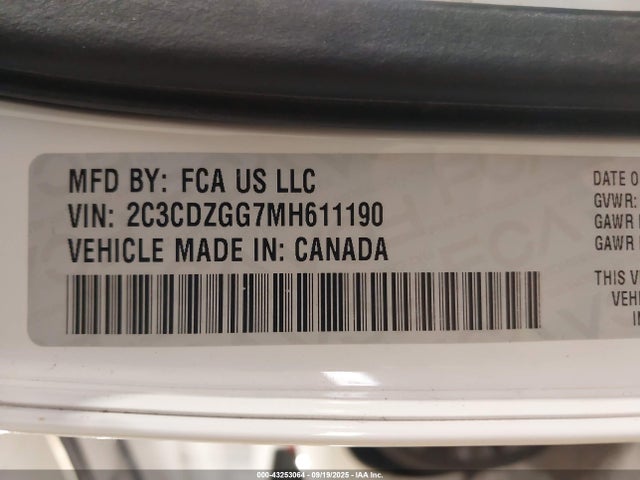 MFD BY: FCA US LLC
VIN: 2C3CDZGG7MH611190
VEHICLE MADE IN: CANADA
DATE O
GVWR:
GAWR
GAWR
THIS V
VEHI
IN
000-43253064 - 09/19/2025 - IAA Inc.